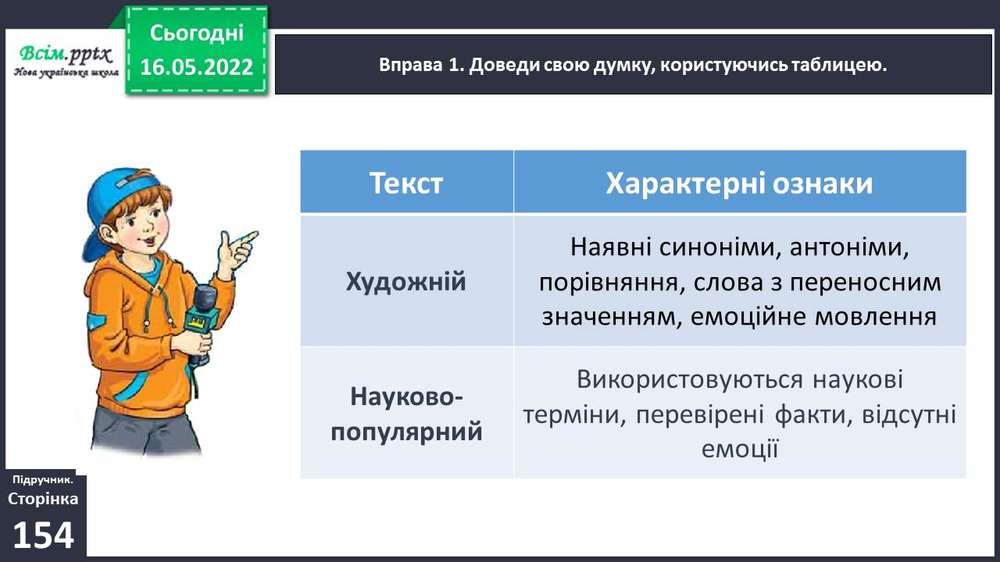 Всім.pptx
Нова українська школа
Сьогодні
16.05.2022
Вправа 1. Доведи свою думку, користуючись таблицею.
Текст
Характерні ознаки
Художній
Наявні синоніми, антоніми,
порівняння, слова з переносним
значенням, емоційне мовлення
Науково-
популярний
Використовуються наукові
терміни, перевірені факти, відсутні
емоції
Підручник.
Сторінка
154